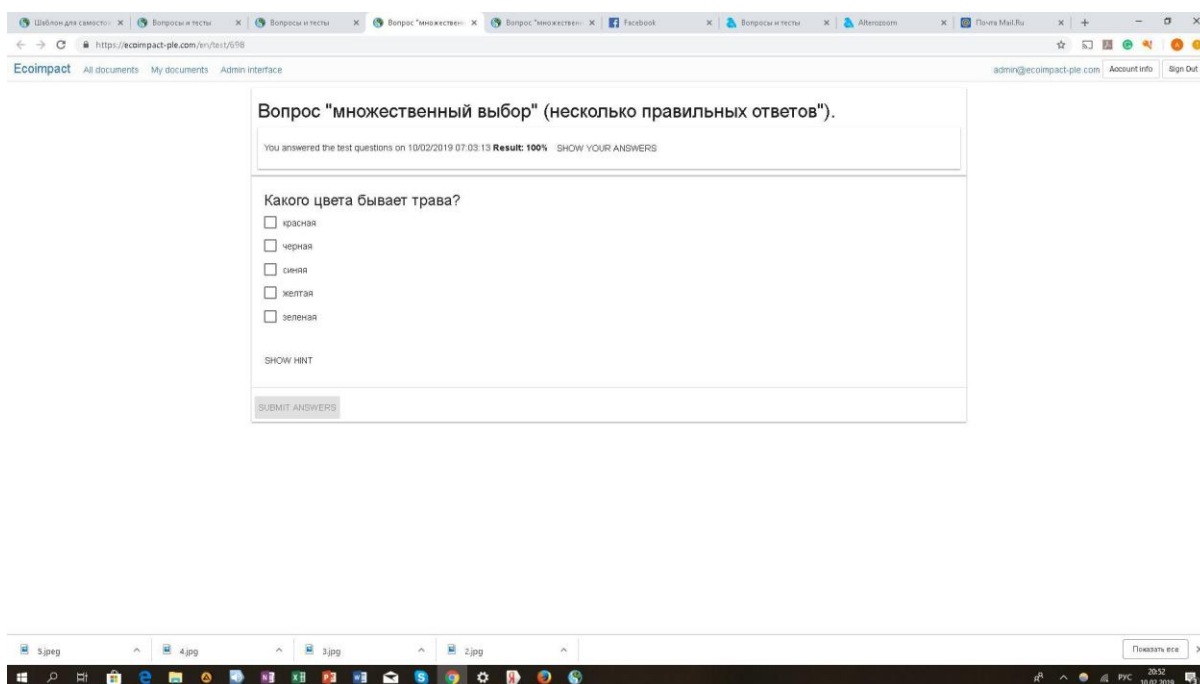 Шаблон для самостоя
Вопросы и тесты
Вопросы и тесты
Вопрос "множествен
Вопрос "множествен
Facebook
Вопросы и тесты
Alterozoom
Почта Mail.Ru
https://ecoimpact-ple.com/en/test/698
Ecoimpact All documents My documents Admin interface admin@ecoimpact-ple.com Account info Sign Out
Вопрос "множественный выбор" (несколько правильных ответов").
You answered the test questions on 10/02/2019 07:03:13 Result: 100% SHOW YOUR ANSWERS
Какого цвета бывает трава?
красная
черная
синяя
желтая
зеленая
SHOW HINT
SUBMIT ANSWERS
5.jpeg
4.jpg
3.jpg
2.jpg
Показать все
РУС
20:52
10.02.2019